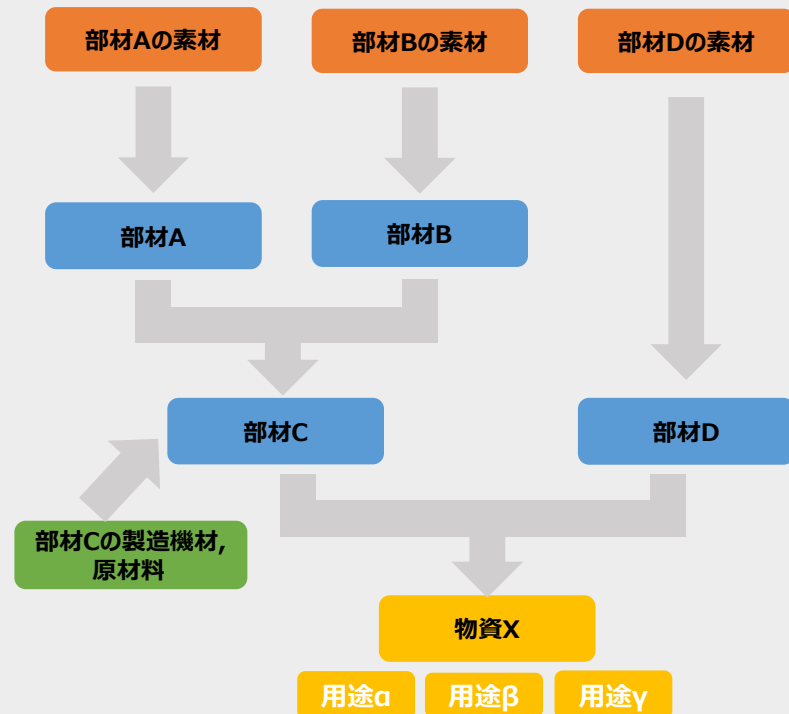 部材Aの素材
部材Bの素材
部材Dの素材
部材A
部材B
部材C
部材D
部材Cの製造機材,
原材料
物資X
用途α
用途β
用途γ